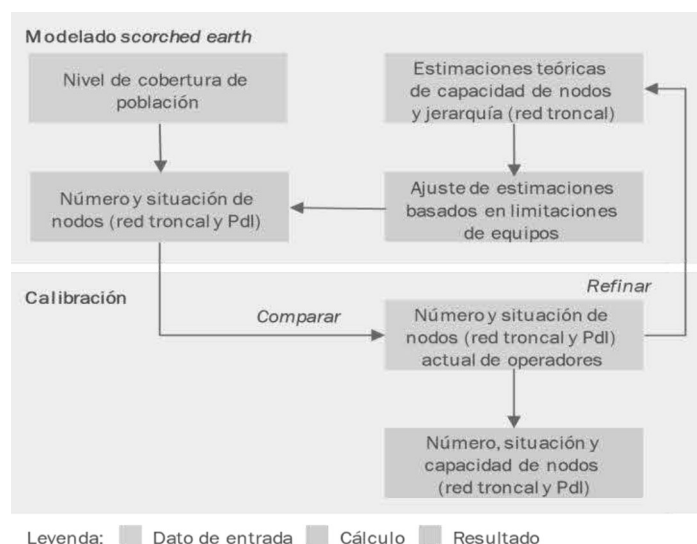 Modelado scorched earth
Nivel de cobertura de
población
Estimaciones teóricas
de capacidad de nodos
y jerarquía (red troncal)
Número y situación de
nodos (red troncal y PdI)
Ajuste de estimaciones
basados en limitaciones
de equipos
Calibración
Refinar
Comparar
Número y situación de
nodos (red troncal y PdI)
actual de operadores
Número, situación y
capacidad de nodos
(red troncal y PdI)
Leyenda: Dato de entrada Cálculo Resultado